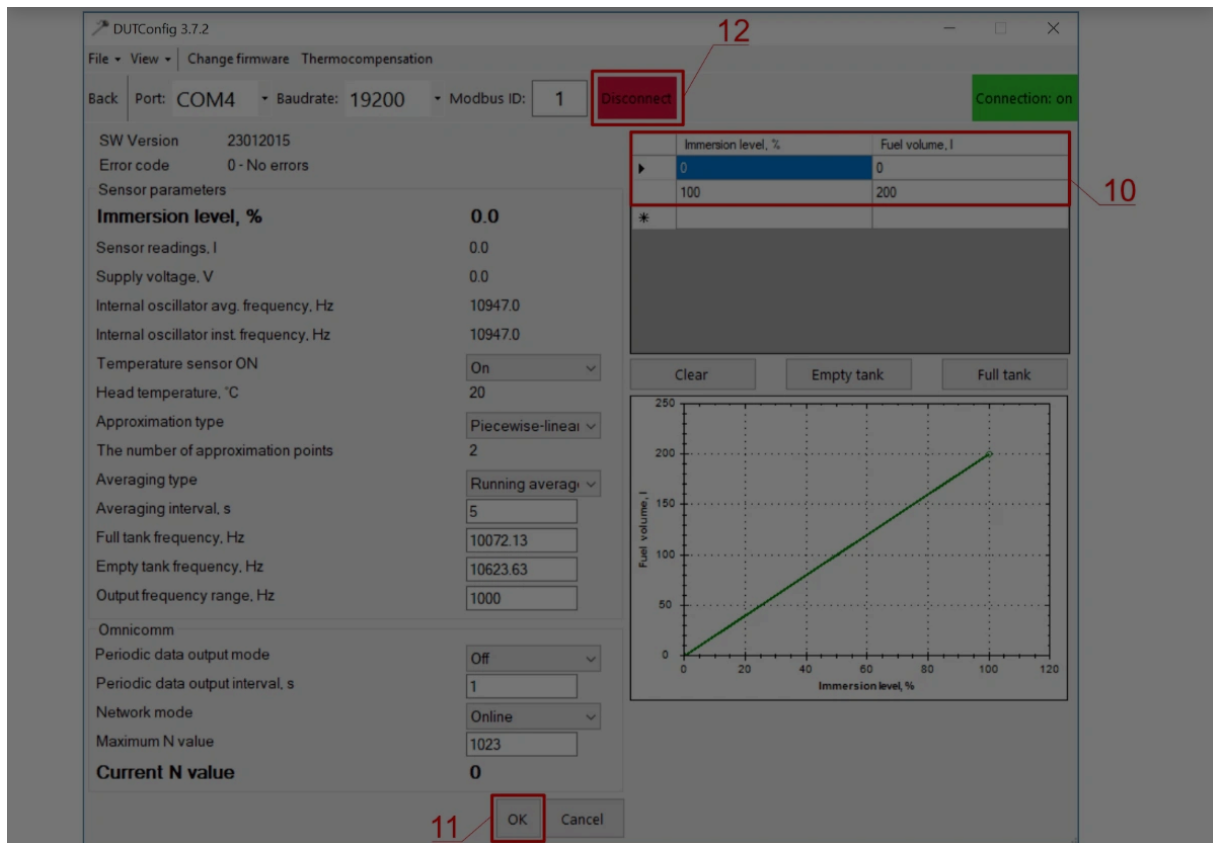 DUTConfig 3.7.2
12
File View Change firmware Thermocompensation
Back Port: COM4 Baudrate: 19200 Modbus ID: 1 Disconnect Connection: on
SW Version 23012015
Error code 0 - No errors
Sensor parameters
Immersion level, % 0.0
Sensor readings, l 0.0
Supply voltage, V 0.0
Internal oscillator avg. frequency, Hz 10947.0
Internal oscillator inst. frequency, Hz 10947.0
Temperature sensor ON On
Head temperature, °C 20
Approximation type Piecewise-linear
The number of approximation points 2
Averaging type Running average
Averaging interval, s 5
Full tank frequency, Hz 10072.13
Empty tank frequency, Hz 10623.63
Output frequency range, Hz 1000
Omnicomm
Periodic data output mode Off
Periodic data output interval, s 1
Network mode Online
Maximum N value 1023
Current N value 0
11
OK Cancel
Immersion level, % Fuel volume, l
0 0
100 200
10
Clear Empty tank Full tank
250
200
150
100
50
0
Fuel volume, l
0 20 40 60 80 100 120
Immersion level, %